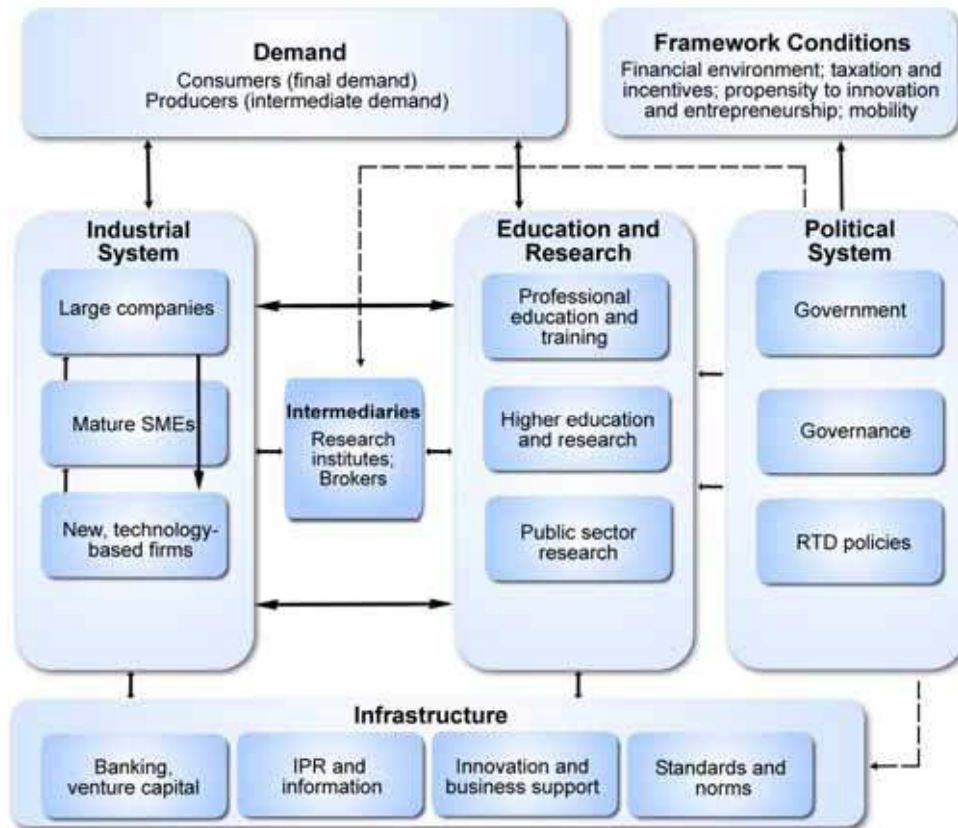 Demand
Consumers (final demand)
Producers (intermediate demand)
Framework Conditions
Financial environment; taxation and
incentives; propensity to innovation
and entrepreneurship; mobility
Industrial
System
Large companies
Mature SMEs
New, technology-
based firms
Intermediaries
Research
institutes;
Brokers
Education and
Research
Professional
education and
training
Higher education
and research
Public sector
research
Political
System
Government
Governance
RTD policies
Infrastructure
Banking,
venture capital
IPR and
information
Innovation and
business support
Standards and
norms